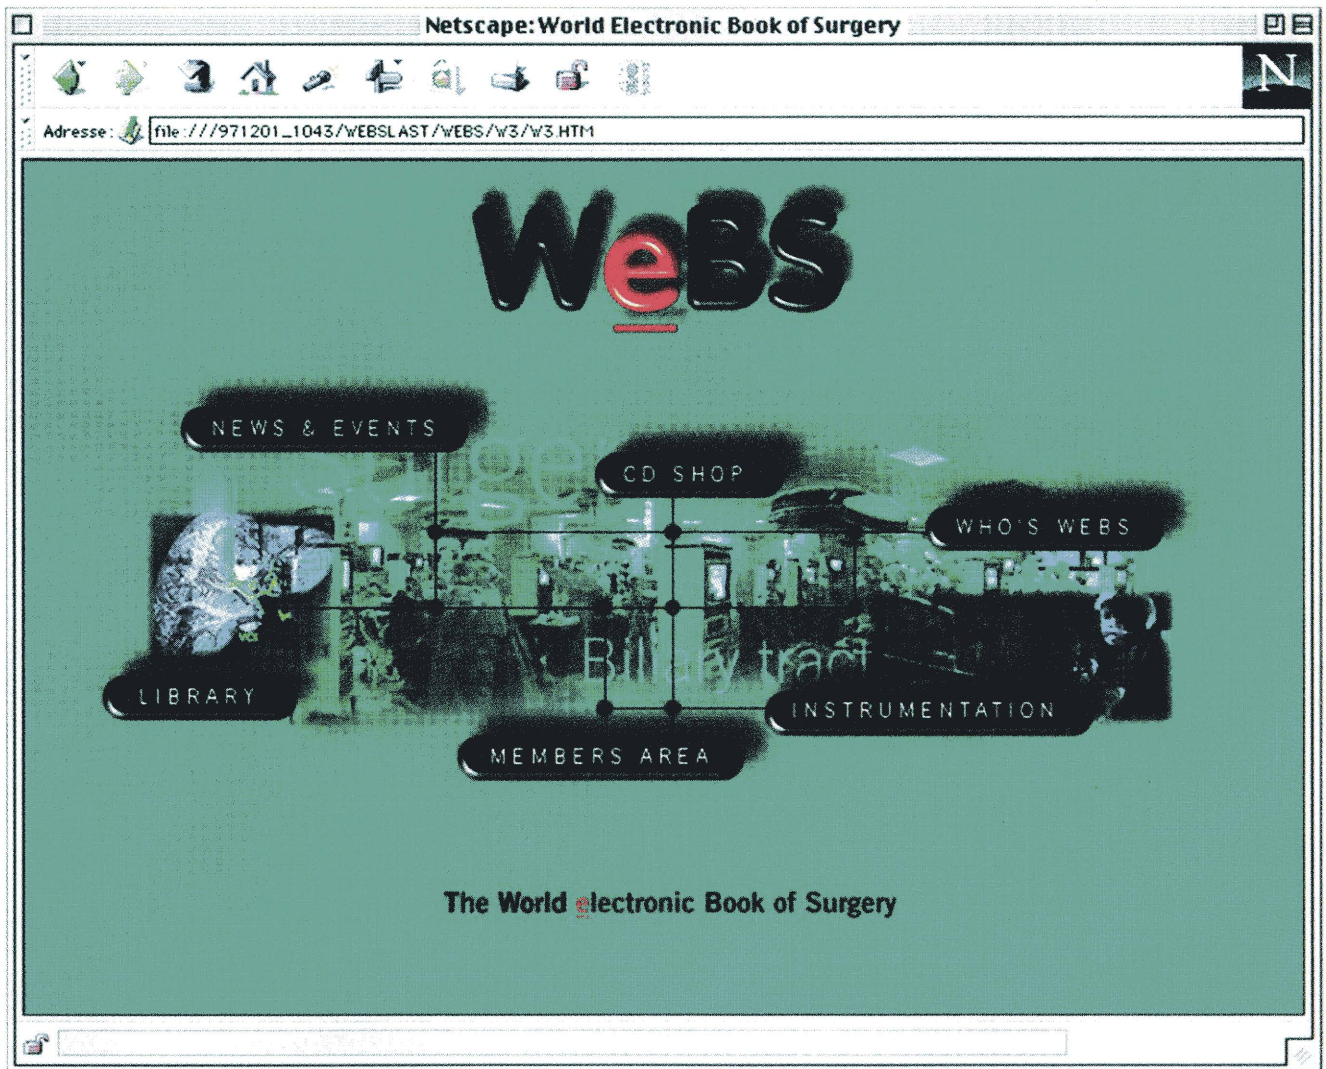 Netscape: World Electronic Book of Surgery
N
Adresse: file:///971201_1043/WEBSLAST/WEBS/W3/W3.HTM
WeBS
NEWS & EVENTS
CD SHOP
WHO'S WEBS
Biliary tract
LIBRARY
INSTRUMENTATION
MEMBERS AREA
The World electronic Book of Surgery